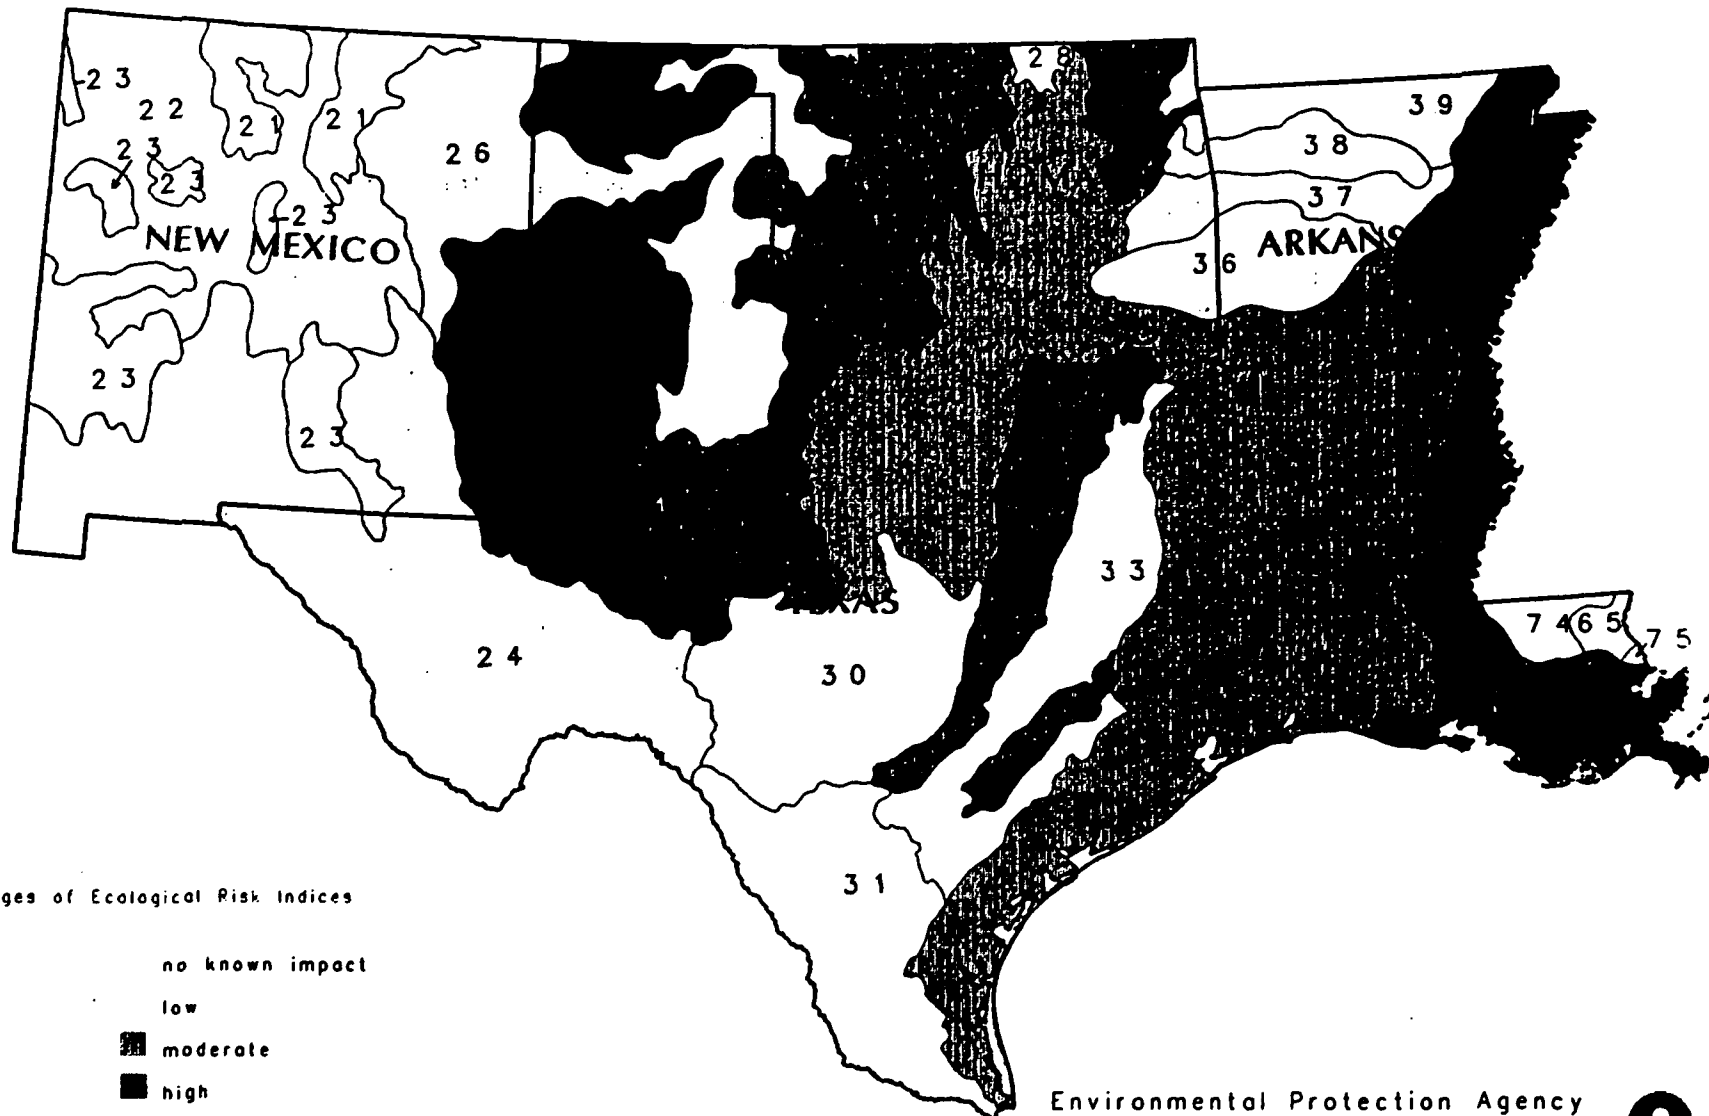 2 8
2 3
2 2
2 1
2 1
3 9
2 3
2 3
2 6
3 8
2 3
3 7
NEW MEXICO
ARKANS
3 6
2 3
2 3
3 3
2 4
3 0
7 4
6 5
7 5
3 1
ges of Ecological Risk Indices
no known impact
low
moderate
high
Environmental Protection Agency